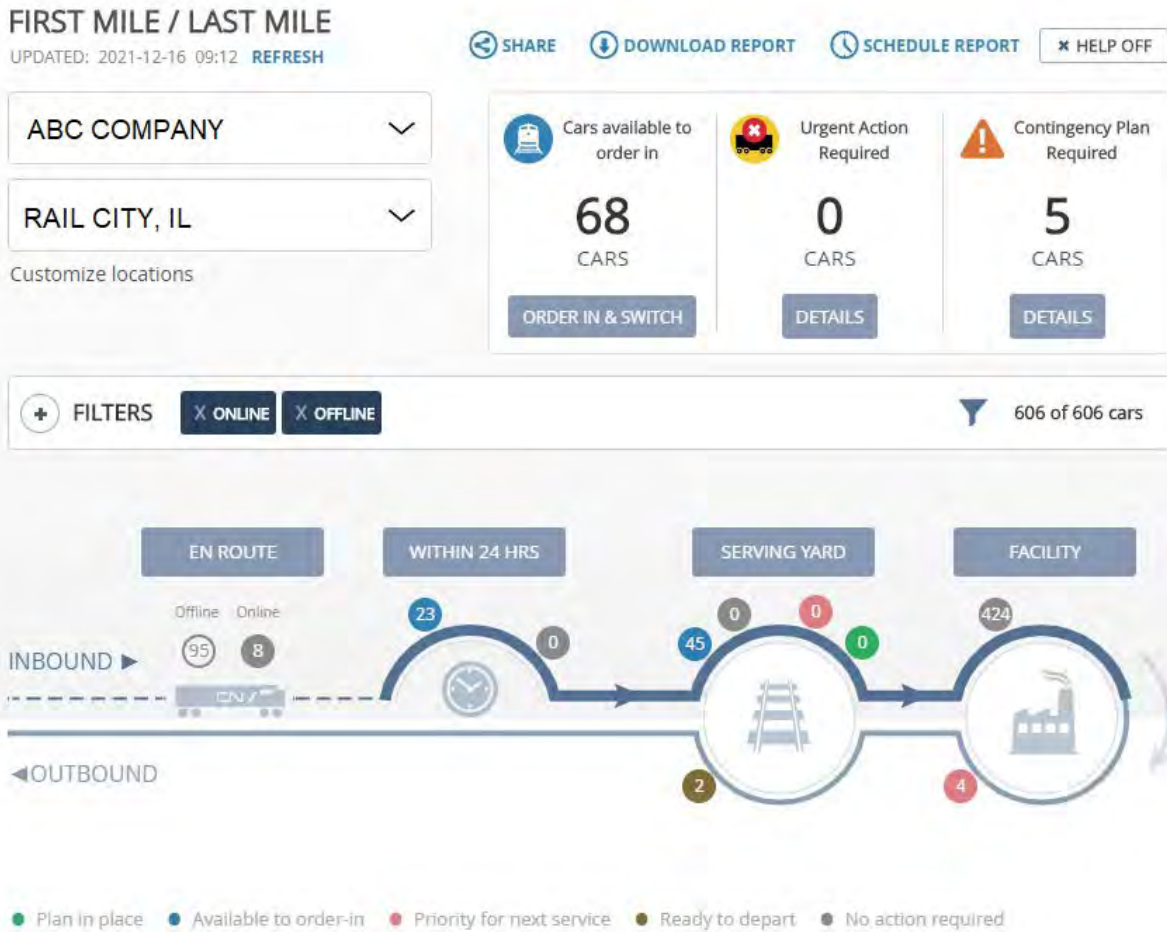 FIRST MILE / LAST MILE
UPDATED: 2021-12-16 09:12 REFRESH
SHARE
DOWNLOAD REPORT
SCHEDULE REPORT
× HELP OFF
ABC COMPANY
RAIL CITY, IL
Customize locations
Cars available to
order in
68
CARS
ORDER IN & SWITCH
Urgent Action
Required
0
CARS
DETAILS
Contingency Plan
Required
5
CARS
DETAILS
+ FILTERS
X ONLINE
X OFFLINE
606 of 606 cars
EN ROUTE
WITHIN 24 HRS
SERVING YARD
FACILITY
Offline Online
95 8
23
0
45
0
0
0
424
INBOUND ▶
CN
◀OUTBOUND
2
4
Plan in place
Available to order-in
Priority for next service
Ready to depart
No action required